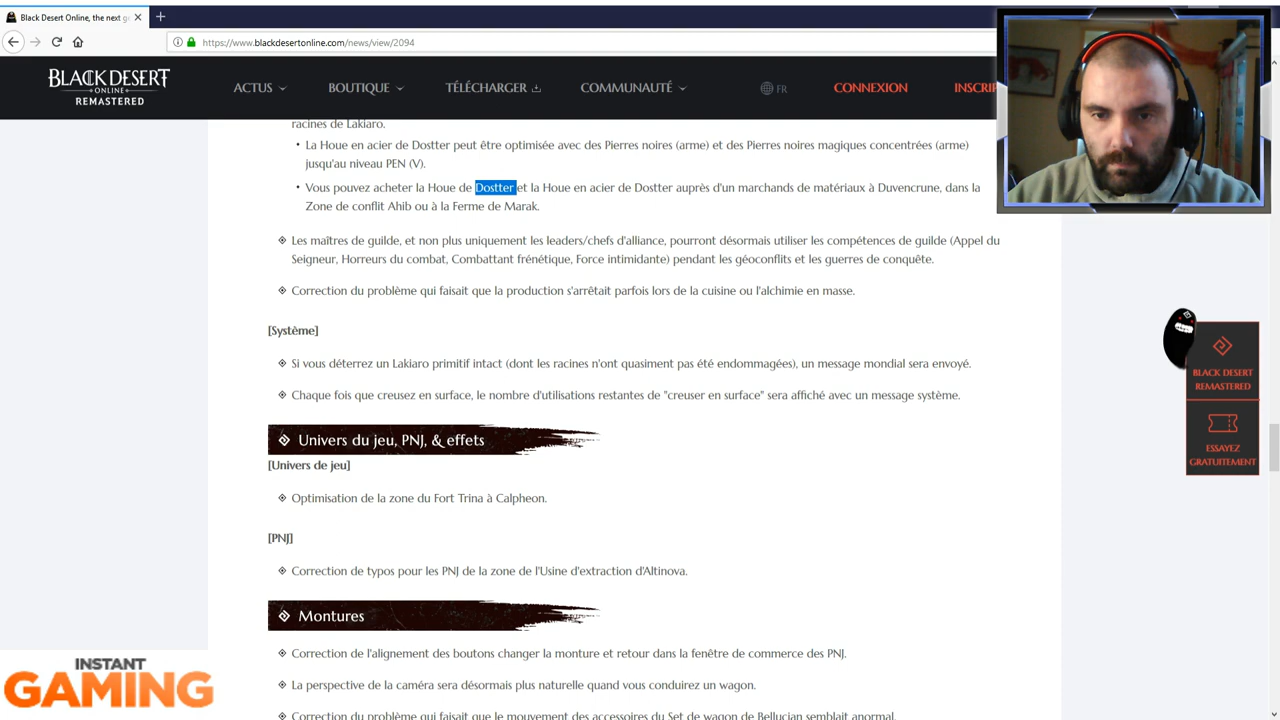 Black Desert Online, the next g
https://www.blackdesertonline.com/news/view/2094
BLACK DESERT
ONLINE
REMASTERED
ACTUS
BOUTIQUE
TÉLÉCHARGER
COMMUNAUTÉ
FR
CONNEXION
INSCRIP
racines de Lakiaro.
• La Houe en acier de Dostter peut être optimisée avec des Pierres noires (arme) et des Pierres noires magiques concentrées (arme)
jusqu'au niveau PEN (V).
• Vous pouvez acheter la Houe de Dostter et la Houe en acier de Dostter auprès d'un marchands de matériaux à Duvencrune, dans la
Zone de conflit Ahib ou à la Ferme de Marak.
Les maîtres de guilde, et non plus uniquement les leaders/chefs d'alliance, pourront désormais utiliser les compétences de guilde (Appel du
Seigneur, Horreurs du combat, Combattant frénétique, Force intimidante) pendant les géoconflits et les guerres de conquête.
Correction du problème qui faisait que la production s'arrêtait parfois lors de la cuisine ou l'alchimie en masse.
[Système]
Si vous déterrez un Lakiaro primitif intact (dont les racines n'ont quasiment pas été endommagées), un message mondial sera envoyé.
Chaque fois que creusez en surface, le nombre d'utilisations restantes de "creuser en surface" sera affiché avec un message système.
Univers du jeu, PNJ, & effets
[Univers de jeu]
Optimisation de la zone du Fort Trina à Calpheon.
[PNJ]
Correction de typos pour les PNJ de la zone de l'Usine d'extraction d'Altinova.
Montures
Correction de l'alignement des boutons changer la monture et retour dans la fenêtre de commerce des PNJ.
La perspective de la caméra sera désormais plus naturelle quand vous conduirez un wagon.
Correction du problème qui faisait que le mouvement des accessoires du Set de wagon de Bellucian semblait anormal.
BLACK DESERT
REMASTERED
ESSAYEZ
GRATUITEMENT
INSTANT
GAMING